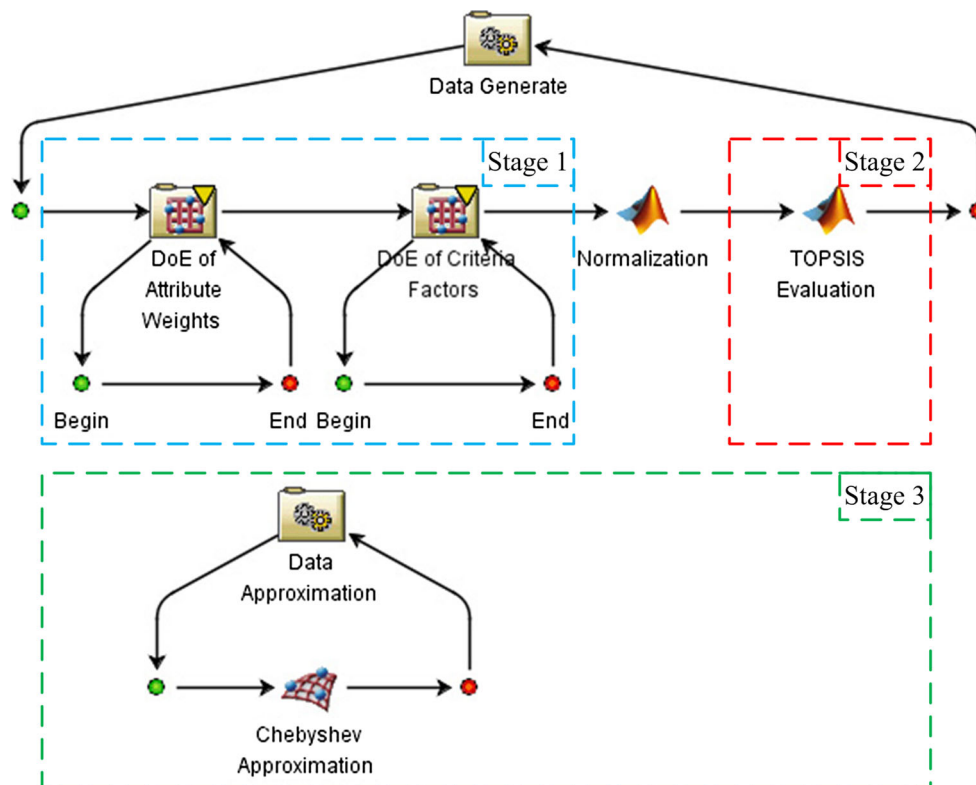 Data Generate
Stage 1
Stage 2
DoE of
Attribute
Weights
DoE of Criteria
Factors
Normalization
TOPSIS
Evaluation
Begin
End
Begin
End
Stage 3
Data
Approximation
Chebyshev
Approximation